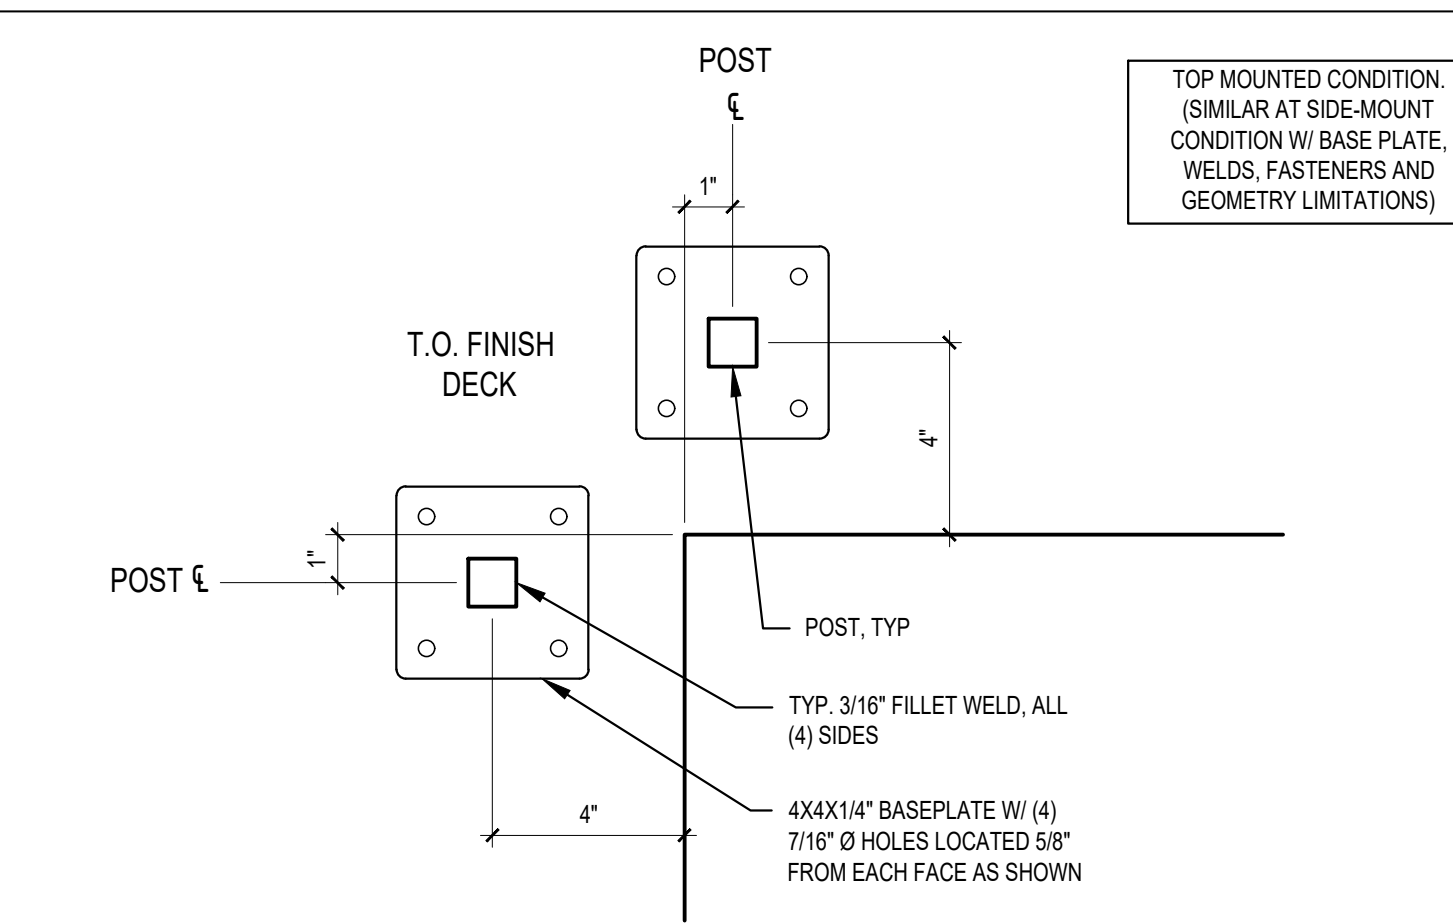 POST
℄
TOP MOUNTED CONDITION.
(SIMILAR AT SIDE-MOUNT
CONDITION W/ BASE PLATE,
WELDS, FASTENERS AND
GEOMETRY LIMITATIONS)
1"
T.O. FINISH
DECK
4"
1"
POST ℄
POST, TYP
TYP. 3/16" FILLET WELD, ALL
(4) SIDES
4"
4X4X1/4" BASEPLATE W/ (4)
7/16" Ø HOLES LOCATED 5/8"
FROM EACH FACE AS SHOWN